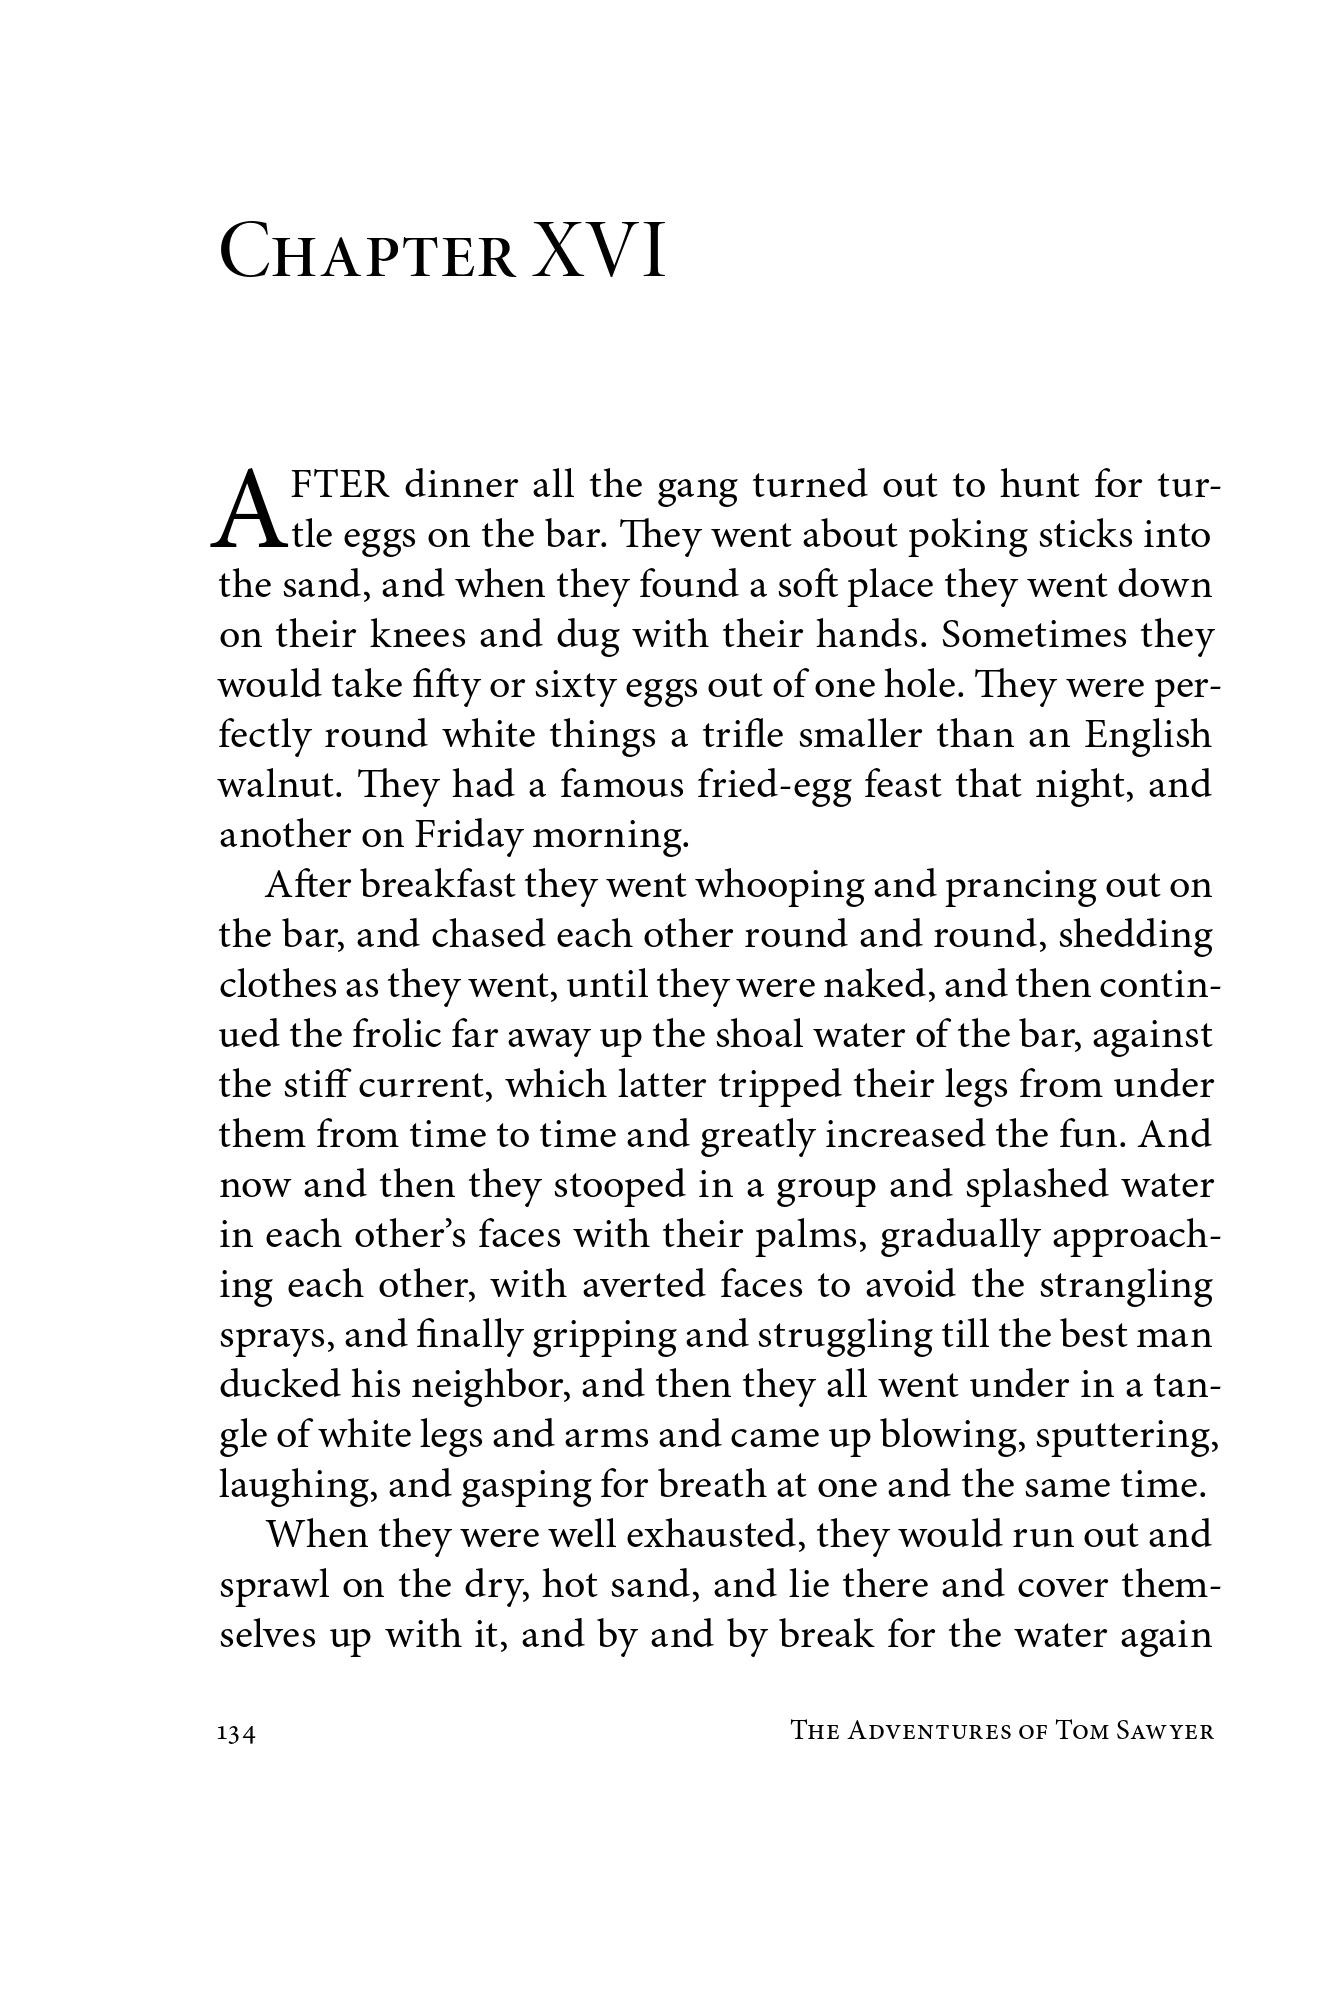 Chapter XVI
AFTER dinner all the gang turned out to hunt for tur-
tle eggs on the bar. They went about poking sticks into
the sand, and when they found a soft place they went down
on their knees and dug with their hands. Sometimes they
would take fifty or sixty eggs out of one hole. They were per-
fectly round white things a trifle smaller than an English
walnut. They had a famous fried-egg feast that night, and
another on Friday morning.
After breakfast they went whooping and prancing out on
the bar, and chased each other round and round, shedding
clothes as they went, until they were naked, and then contin-
ued the frolic far away up the shoal water of the bar, against
the stiff current, which latter tripped their legs from under
them from time to time and greatly increased the fun. And
now and then they stooped in a group and splashed water
in each other’s faces with their palms, gradually approach-
ing each other, with averted faces to avoid the strangling
sprays, and finally gripping and struggling till the best man
ducked his neighbor, and then they all went under in a tan-
gle of white legs and arms and came up blowing, sputtering,
laughing, and gasping for breath at one and the same time.
When they were well exhausted, they would run out and
sprawl on the dry, hot sand, and lie there and cover them-
selves up with it, and by and by break for the water again
134 The Adventures of Tom Sawyer